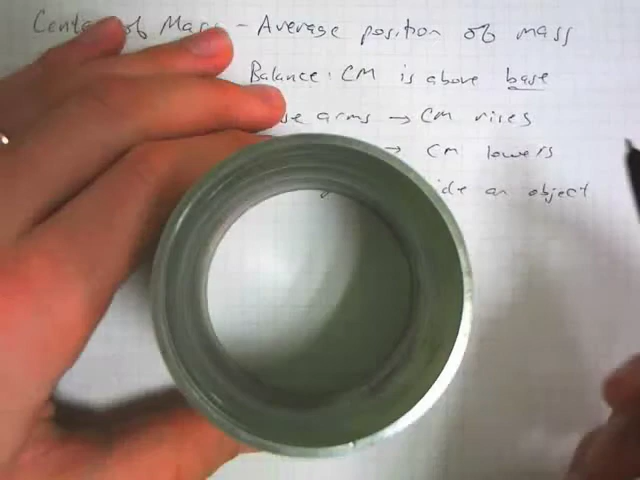 Center of Mass - Average position of mass
Balance: CM is above base
arms → CM rises
→ CM lowers
an object